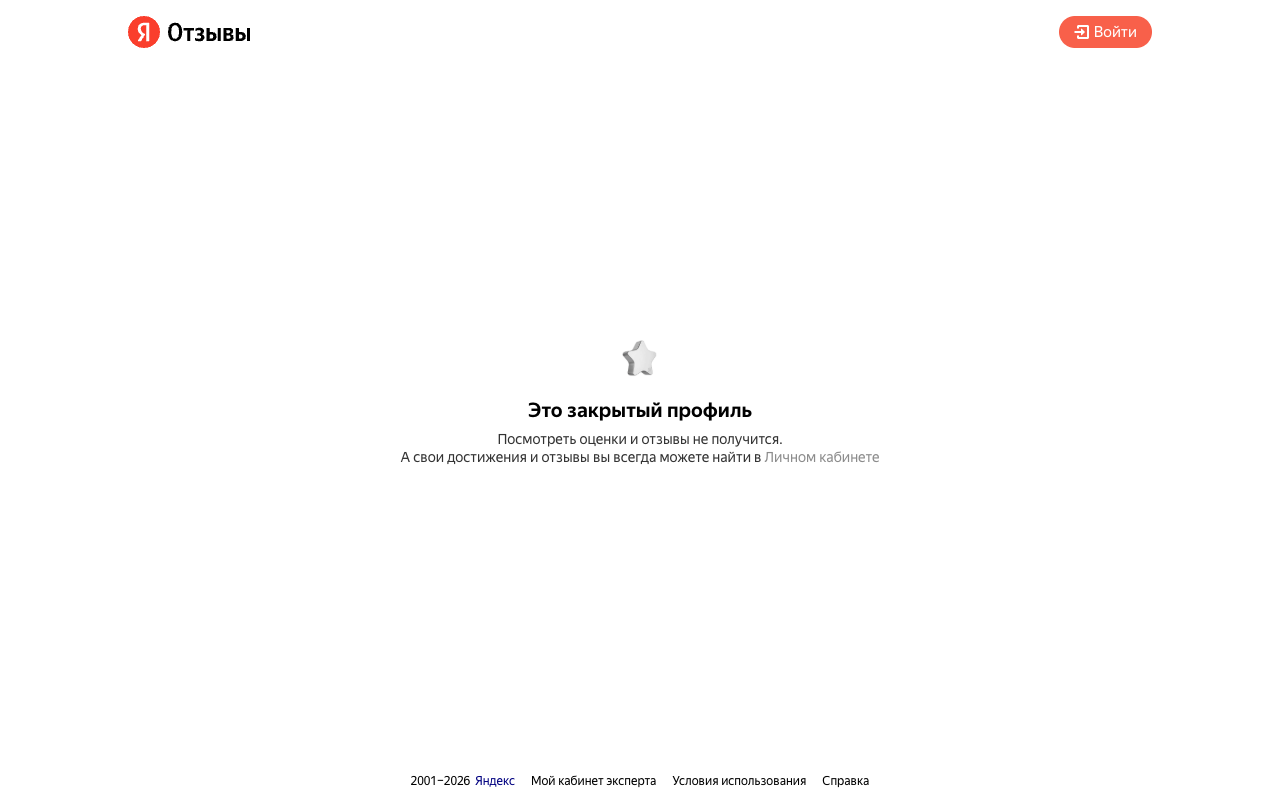 Я Отзывы
Войти
Это закрытый профиль
Посмотреть оценки и отзывы не получится.
А свои достижения и отзывы вы всегда можете найти в Личном кабинете
2001–2026 Яндекс Мой кабинет эксперта Условия использования Справка